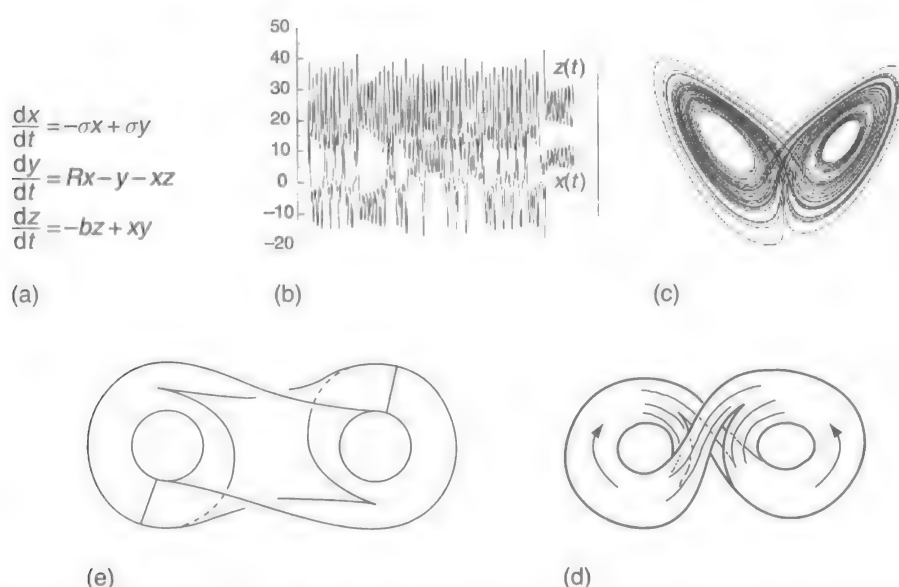 dx/dt = −σx + σy
dy/dt = Rx − y − xz
dz/dt = −bz + xy
(a)
50
40
30
20
10
0
−10
−20
z(t)
x(t)
(b)
(c)
(e)
(d)